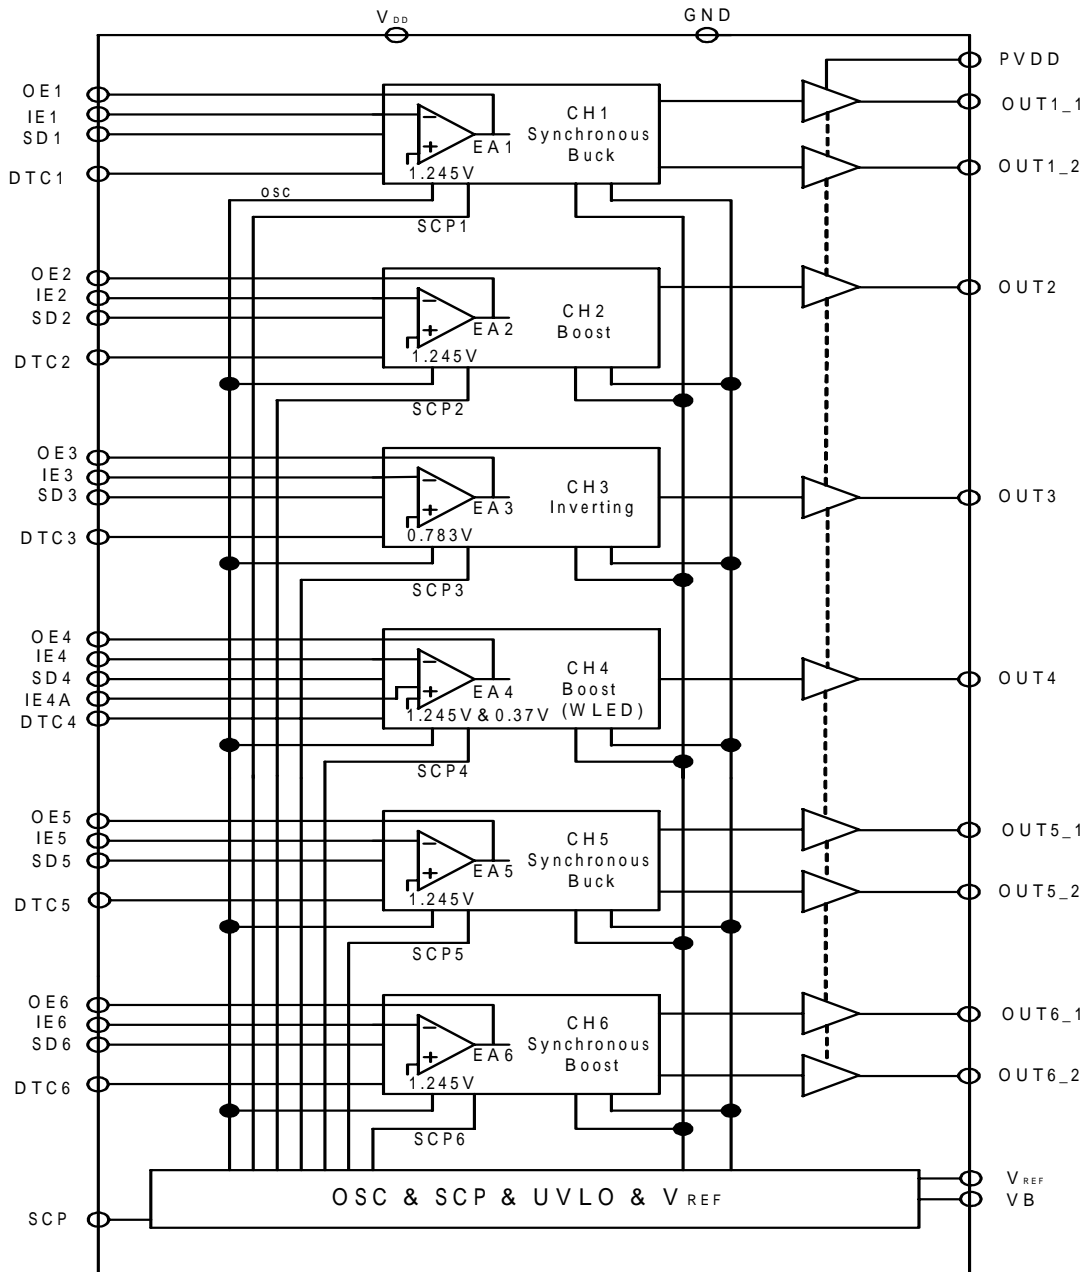 VDD
GND
PVDD
OE1
IE1
SD1
DTC1
EA1
1.245V
CH1
Synchronous
Buck
OUT1_1
OUT1_2
OSC
SCP1
OE2
IE2
SD2
DTC2
EA2
1.245V
CH2
Boost
OUT2
SCP2
OE3
IE3
SD3
DTC3
EA3
0.783V
CH3
Inverting
OUT3
SCP3
OE4
IE4
SD4
IE4A
DTC4
EA4
1.245V & 0.37V
CH4
Boost
(WLED)
OUT4
SCP4
OE5
IE5
SD5
DTC5
EA5
1.245V
CH5
Synchronous
Buck
OUT5_1
OUT5_2
SCP5
OE6
IE6
SD6
DTC6
EA6
1.245V
CH6
Synchronous
Boost
OUT6_1
OUT6_2
SCP6
OSC & SCP & UVLO & VREF
SCP
VREF
VB